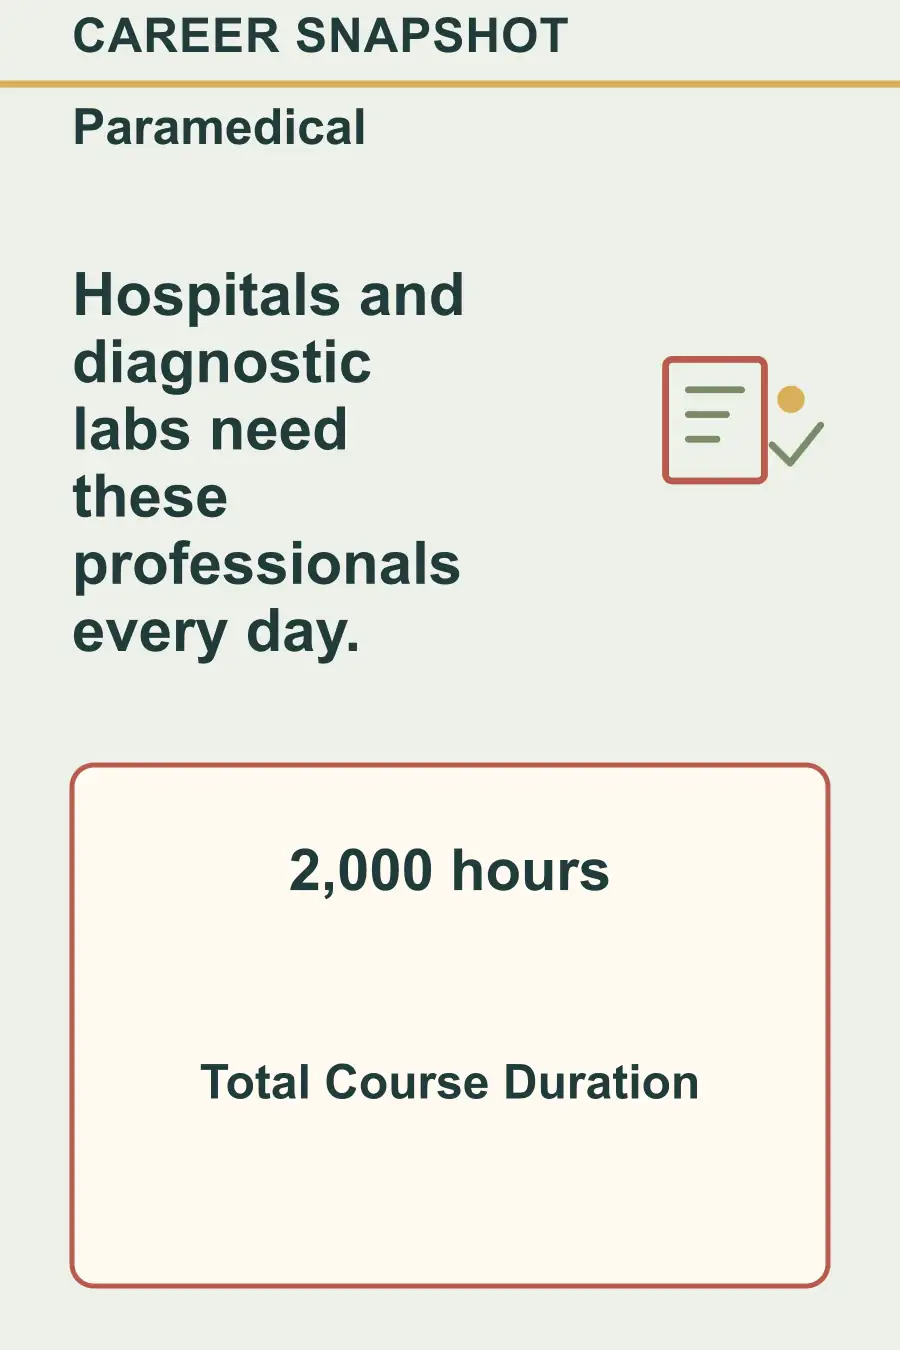 CAREER SNAPSHOT
Paramedical
Hospitals and
diagnostic
labs need
these
professionals
every day.
2,000 hours
Total Course Duration